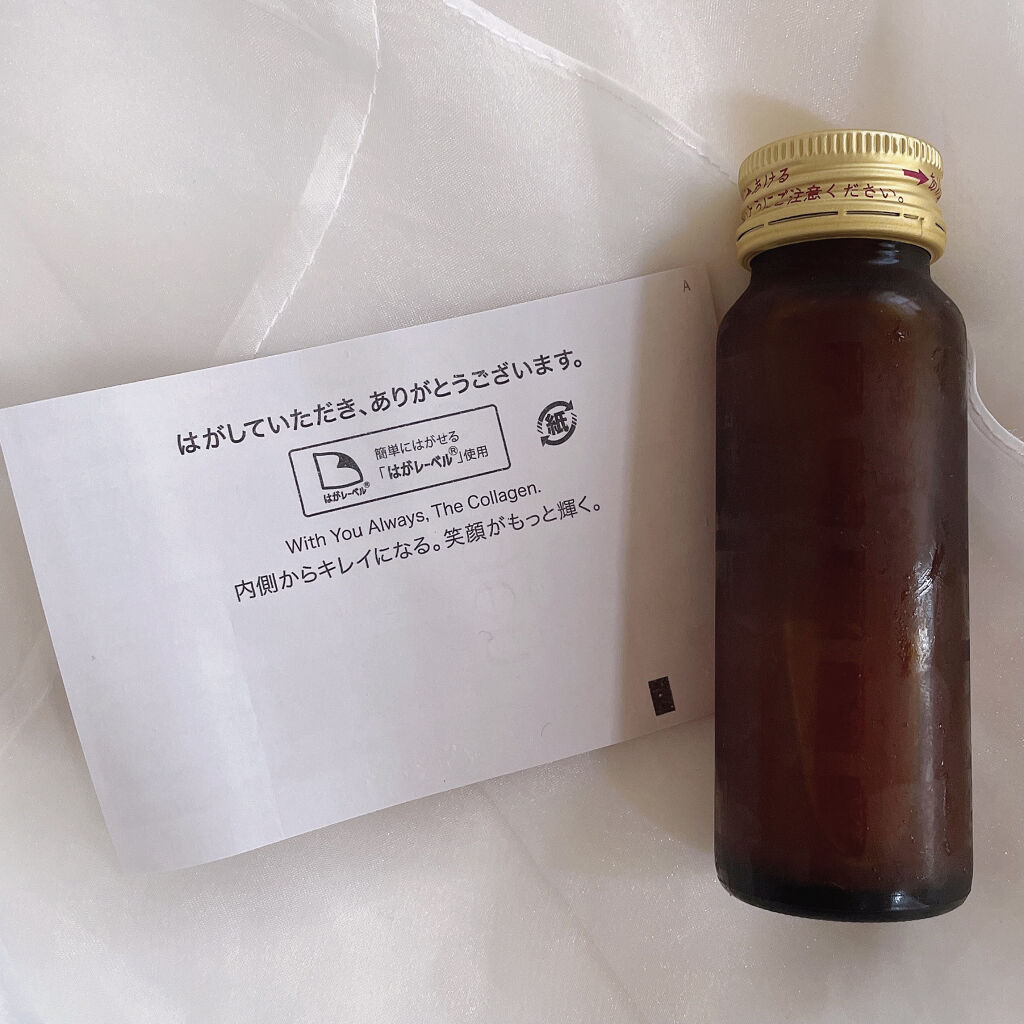 A
はがしていただき、ありがとうございます。
簡単にはがせる
「はがレーベル®」使用
はがレーベル®
紙
With You Always, The Collagen.
内側からキレイになる。笑顔がもっと輝く。
あける
うにご注意ください。